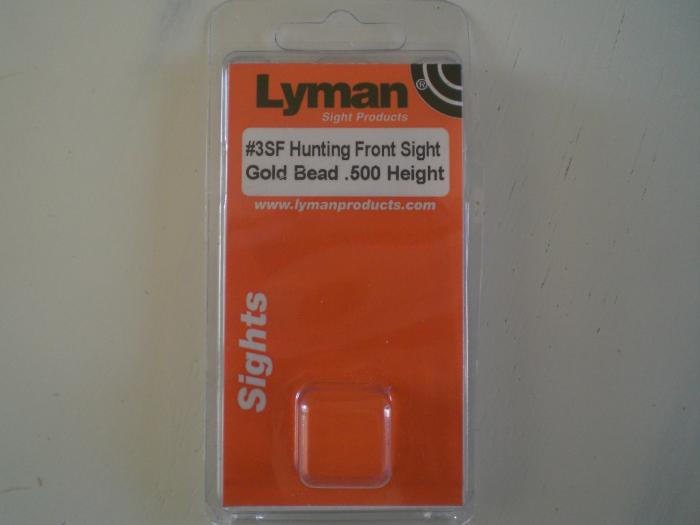 Lyman®
Sight Products
#3SF Hunting Front Sight
Gold Bead .500 Height
www.lymanproducts.com
Sights